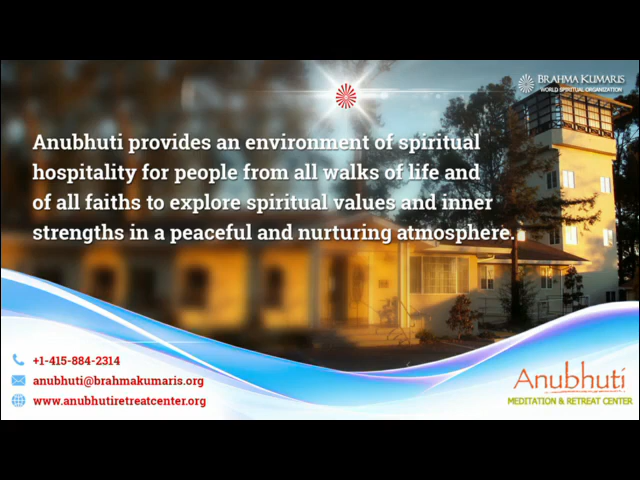 BRAHMA KUMARIS
WORLD SPIRITUAL ORGANIZATION
Anubhuti provides an environment of spiritual
hospitality for people from all walks of life and
of all faiths to explore spiritual values and inner
strengths in a peaceful and nurturing atmosphere.
+1-415-884-2314
anubhuti@brahmakumaris.org
www.anubhutiretreatcenter.org
Anubhuti
MEDITATION & RETREAT CENTER